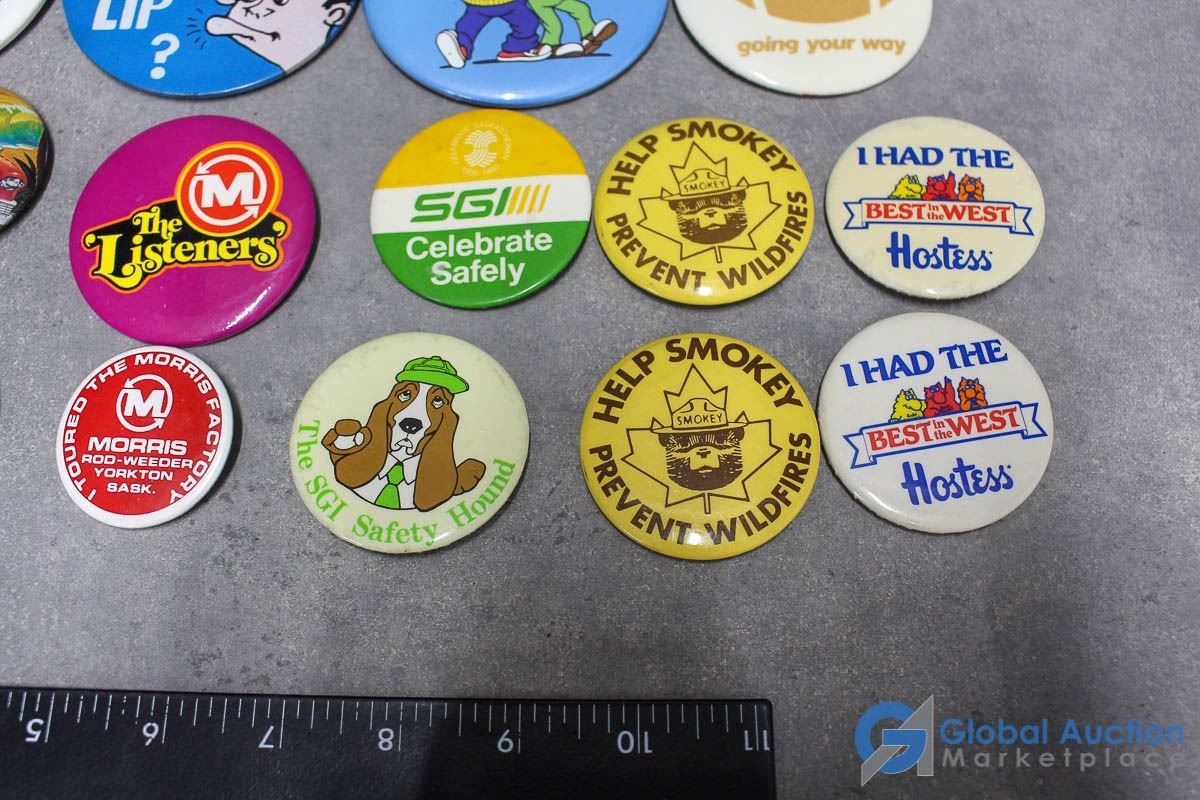 LIP
?
going your way
M
The
'Listeners'
CELEBRATE SASKATCHEWAN
SGI
Celebrate
Safely
HELP SMOKEY
SMOKEY
PREVENT WILDFIRES
I HAD THE
BEST in the WEST
Hostess
I TOURED THE MORRIS FACTORY
M
MORRIS
ROD-WEEDER
YORKTON
SASK.
The SGI Safety Hound
HELP SMOKEY
SMOKEY
PREVENT WILDFIRES
I HAD THE
BEST in the WEST
Hostess
5 6 7 8 9 10 11
Global Auction
Marketplace